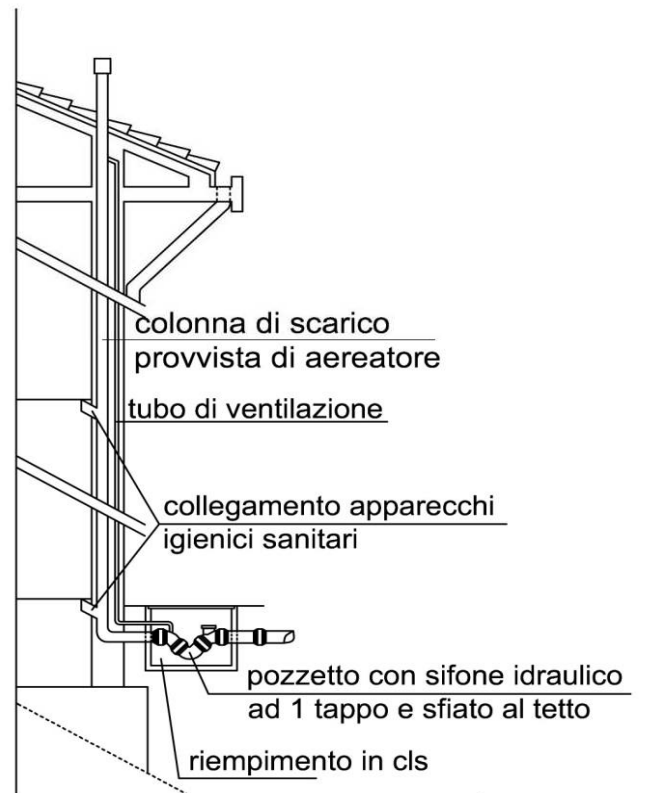 colonna di scarico
provvista di aereatore
tubo di ventilazione
collegamento apparecchi
igienici sanitari
pozzetto con sifone idraulico
ad 1 tappo e sfiato al tetto
riempimento in cls